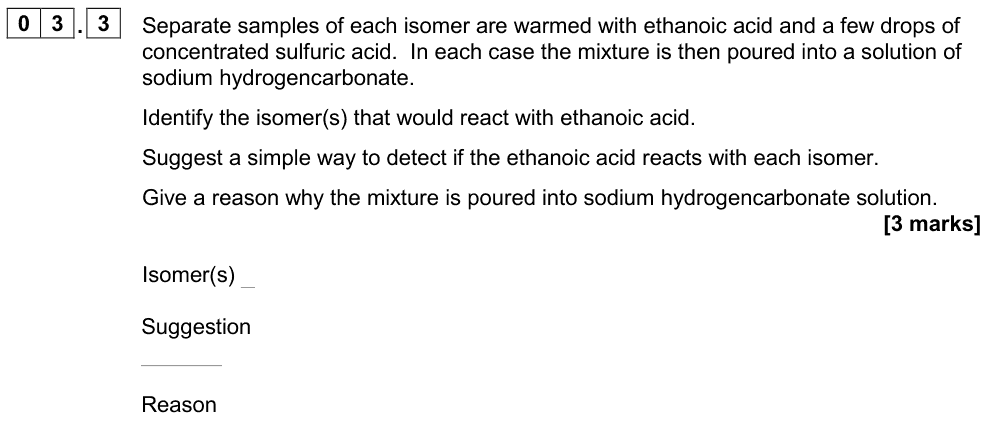 0 3 . 3 Separate samples of each isomer are warmed with ethanoic acid and a few drops of
concentrated sulfuric acid. In each case the mixture is then poured into a solution of
sodium hydrogencarbonate.
Identify the isomer(s) that would react with ethanoic acid.
Suggest a simple way to detect if the ethanoic acid reacts with each isomer.
Give a reason why the mixture is poured into sodium hydrogencarbonate solution.
[3 marks]
Isomer(s) _
Suggestion
Reason